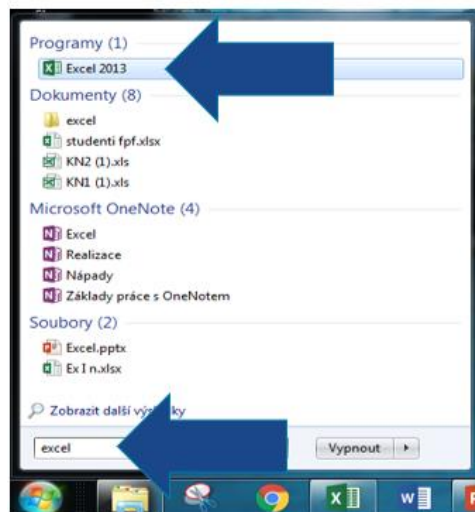 Programy (1)
Excel 2013
Dokumenty (8)
excel
studenti fpf.xlsx
KN2 (1).xls
KN1 (1).xls
Microsoft OneNote (4)
Excel
Realizace
Nápady
Základy práce s OneNotem
Soubory (2)
Excel.pptx
Ex I n.xlsx
Zobrazit další
excel
Vypnout